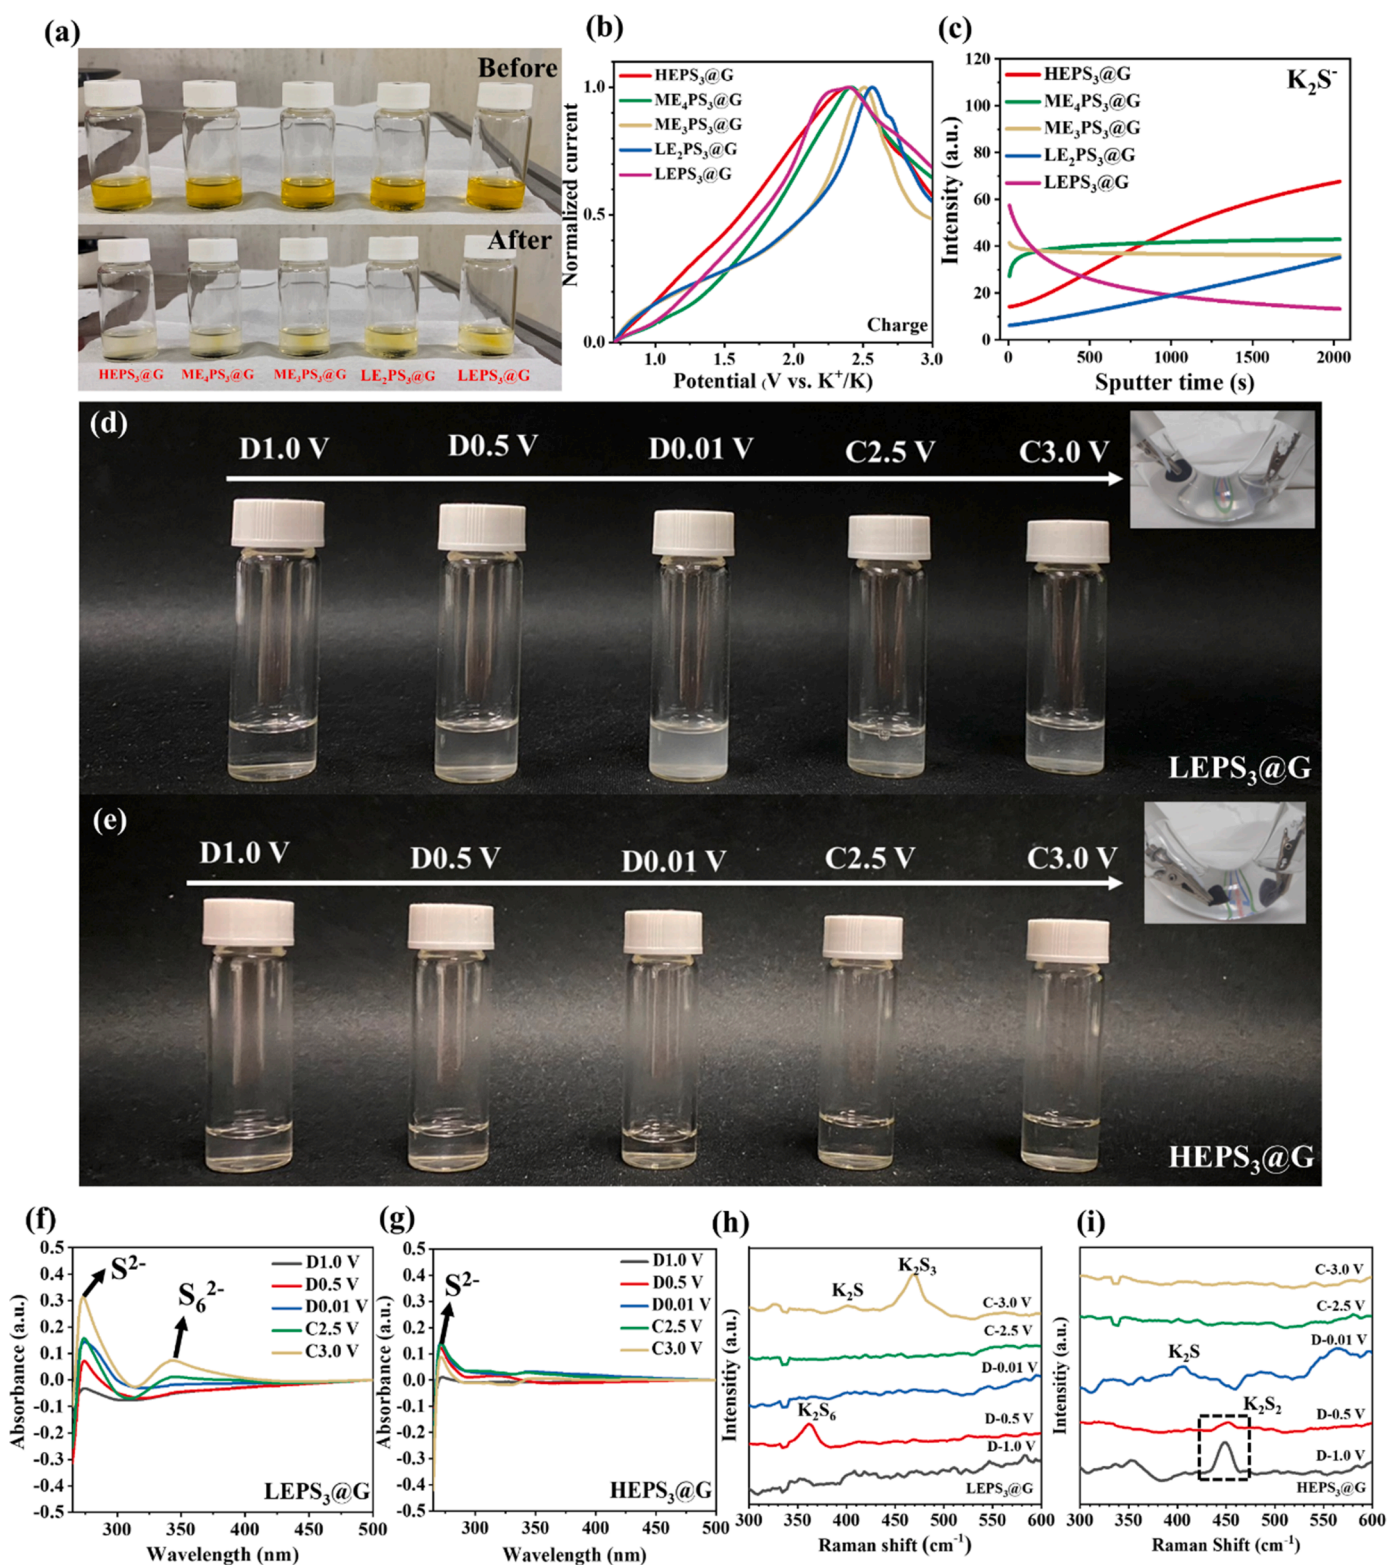 (a)
Before
After
HEPS₃@G ME₄PS₃@G ME₃PS₃@G LE₂PS₃@G LEPS₃@G
(b)
HEPS₃@G
ME₄PS₃@G
ME₃PS₃@G
LE₂PS₃@G
LEPS₃@G
Normalized current
1.0
0.5
0.0
Charge
1.0 1.5 2.0 2.5 3.0
Potential (V vs. K⁺/K)
(c)
HEPS₃@G
ME₄PS₃@G
ME₃PS₃@G
LE₂PS₃@G
LEPS₃@G
K₂S⁻
Intensity (a.u.)
120
100
80
60
40
20
0
0 500 1000 1500 2000
Sputter time (s)
(d)
D1.0 V D0.5 V D0.01 V C2.5 V C3.0 V
LEPS₃@G
(e)
D1.0 V D0.5 V D0.01 V C2.5 V C3.0 V
HEPS₃@G
(f)
S²⁻
S₆²⁻
D1.0 V
D0.5 V
D0.01 V
C2.5 V
C3.0 V
Absorbance (a.u.)
0.5
0.4
0.3
0.2
0.1
0.0
-0.1
-0.2
-0.3
-0.4
-0.5
LEPS₃@G
300 350 400 450 500
Wavelength (nm)
(g)
S²⁻
D1.0 V
D0.5 V
D0.01 V
C2.5 V
C3.0 V
Absorbance (a.u.)
0.5
0.4
0.3
0.2
0.1
0.0
-0.1
-0.2
-0.3
-0.4
-0.5
HEPS₃@G
300 350 400 450 500
Wavelength (nm)
(h)
K₂S₃
K₂S
C-3.0 V
C-2.5 V
D-0.01 V
K₂S₆
D-0.5 V
D-1.0 V
LEPS₃@G
Intensitiy (a.u.)
300 350 400 450 500 550 600
Raman shift (cm⁻¹)
(i)
C-3.0 V
C-2.5 V
D-0.01 V
K₂S
K₂S₂
D-0.5 V
D-1.0 V
HEPS₃@G
Intensity (a.u.)
300 350 400 450 500 550 600
Raman Shift (cm⁻¹)